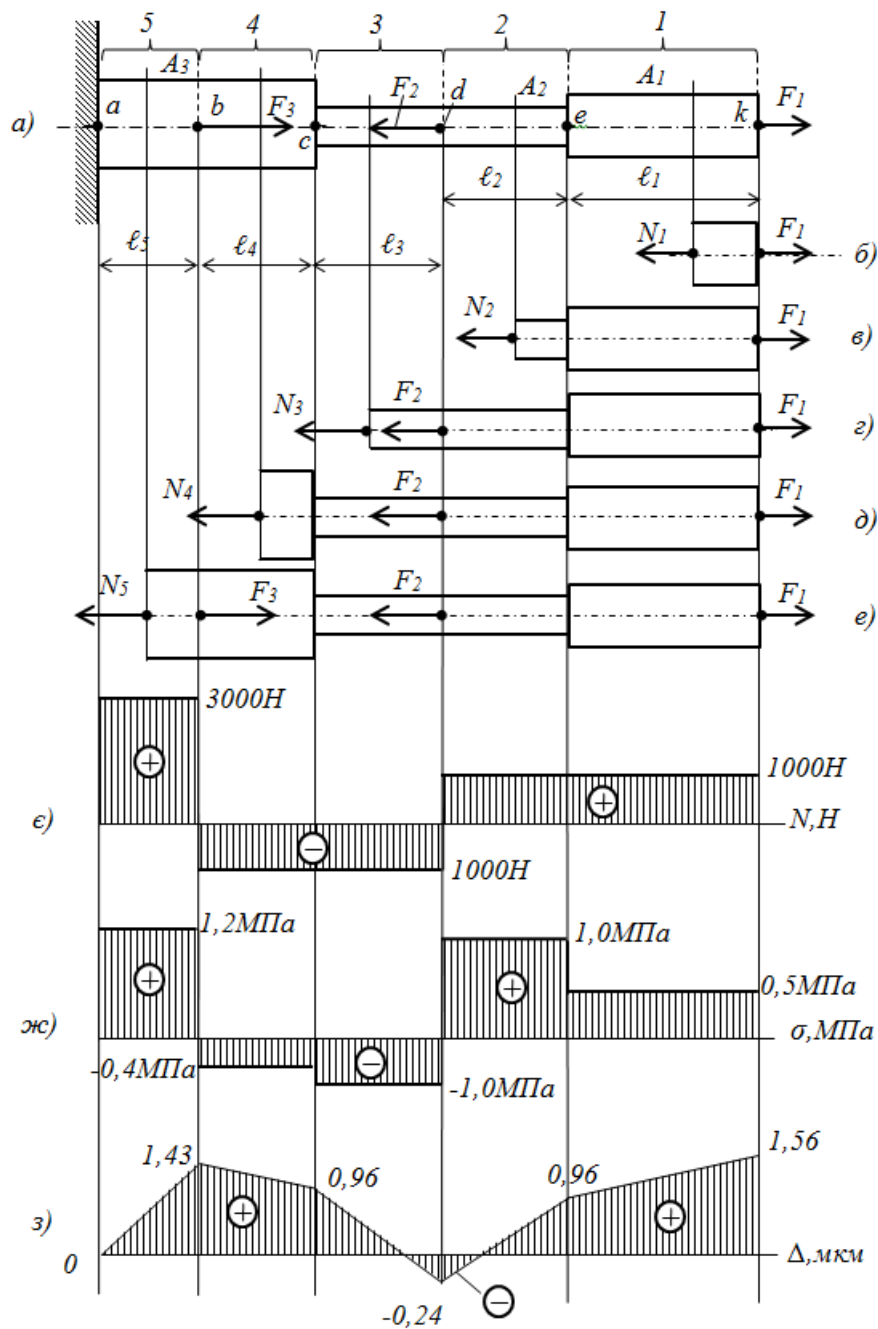 5 4 3 2 1
A3 F2 A2 A1
a b F3 c d e k F1
а)
ℓ2 ℓ1
ℓ5 ℓ4 ℓ3
N1 F1 б)
N2 F1 в)
N3 F2 F1 г)
N4 F2 F1 д)
N5 F3 F2 F1 е)
3000Н
+
1000Н
+
є) N,Н
−
1000Н
1,2МПа 1,0МПа
+ + 0,5МПа
ж) σ,МПа
-0,4МПа − -1,0МПа
1,43 0,96 0,96 1,56
+ +
з)
0 Δ,мкм
-0,24 −